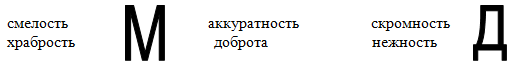 смелость М аккуратность скромность Д
храбрость доброта нежность